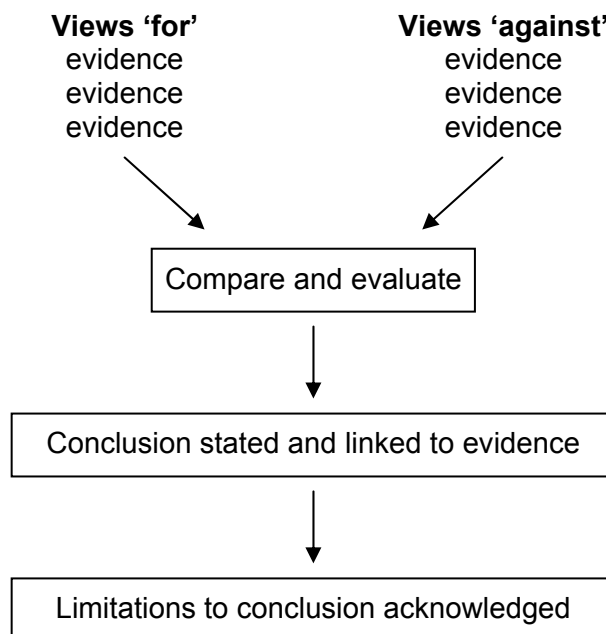 Views ‘for’
evidence
evidence
evidence
Views ‘against’
evidence
evidence
evidence
Compare and evaluate
Conclusion stated and linked to evidence
Limitations to conclusion acknowledged